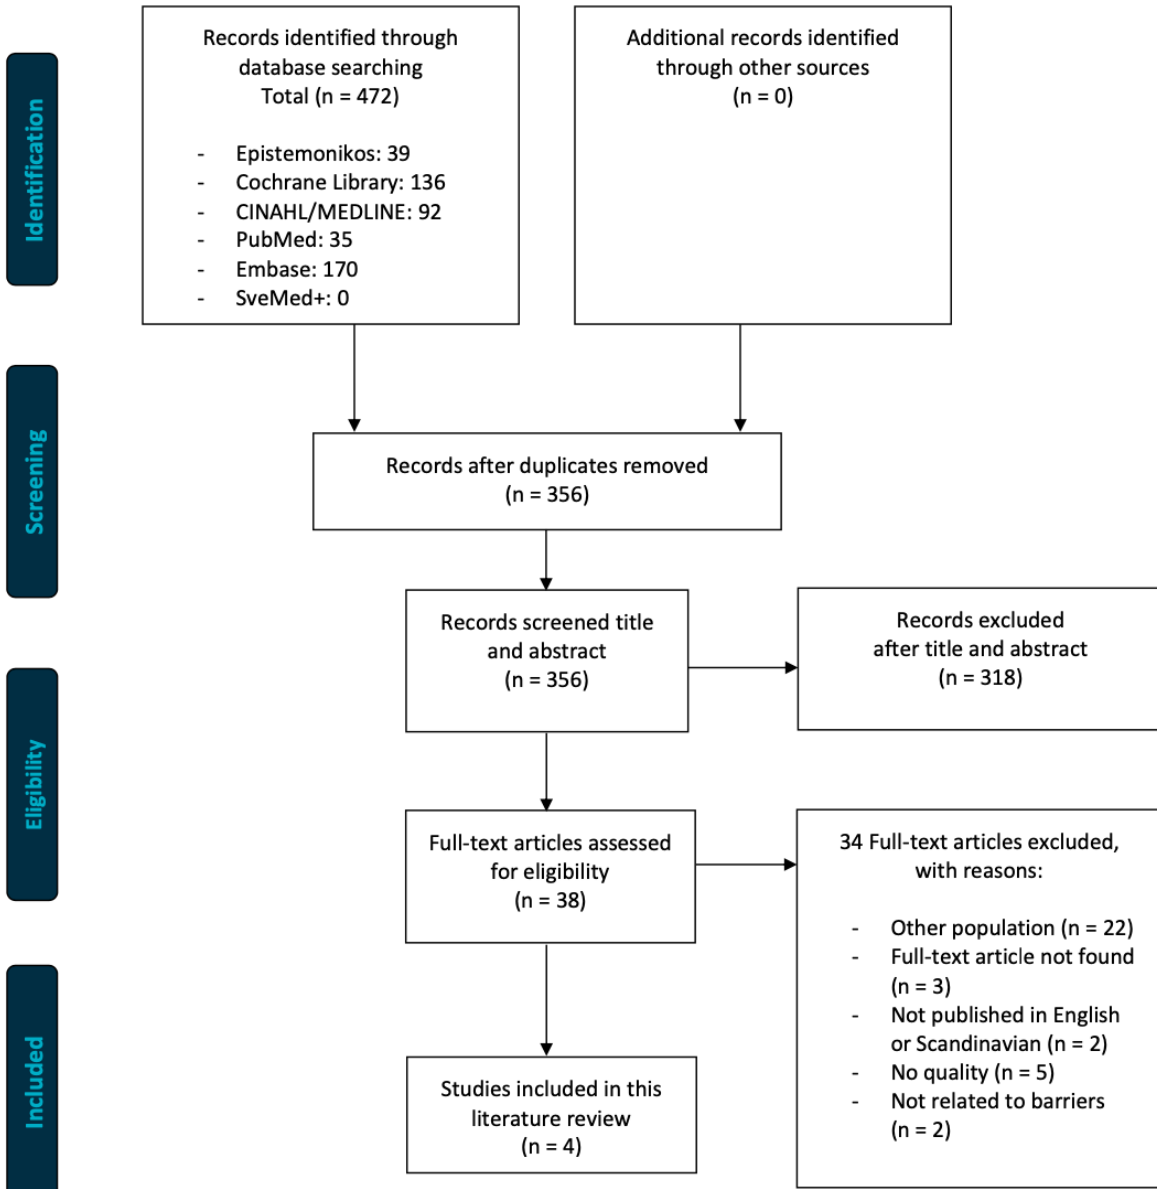 Identification
Records identified through
database searching
Total (n = 472)
- Epistemonikos: 39
- Cochrane Library: 136
- CINAHL/MEDLINE: 92
- PubMed: 35
- Embase: 170
- SveMed+: 0
Additional records identified
through other sources
(n = 0)
Screening
Records after duplicates removed
(n = 356)
Records screened title
and abstract
(n = 356)
Records excluded
after title and abstract
(n = 318)
Eligibility
Full-text articles assessed
for eligibility
(n = 38)
34 Full-text articles excluded,
with reasons:
- Other population (n = 22)
- Full-text article not found
(n = 3)
- Not published in English
or Scandinavian (n = 2)
- No quality (n = 5)
- Not related to barriers
(n = 2)
Included
Studies included in this
literature review
(n = 4)